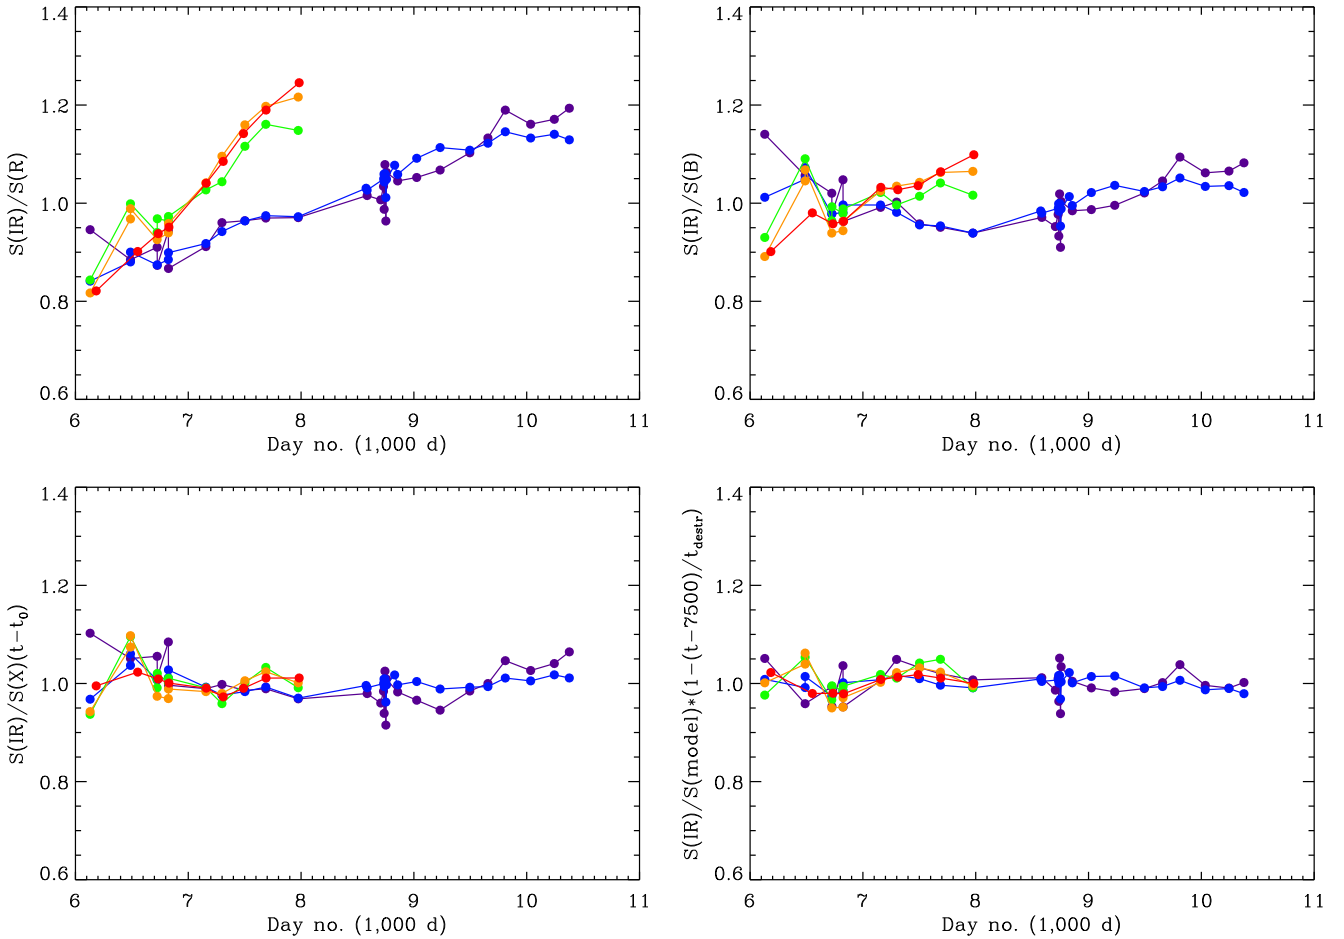 S(IR)/S(R)
1.4
1.2
1.0
0.8
0.6
6 7 8 9 10 11
Day no. (1,000 d)
S(IR)/S(B)
1.4
1.2
1.0
0.8
0.6
6 7 8 9 10 11
Day no. (1,000 d)
S(IR)/S(X)(t-t0)
1.4
1.2
1.0
0.8
0.6
6 7 8 9 10 11
Day no. (1,000 d)
S(IR)/S(model)*(1-(t-7500)/tdestr)
1.4
1.2
1.0
0.8
0.6
6 7 8 9 10 11
Day no. (1,000 d)